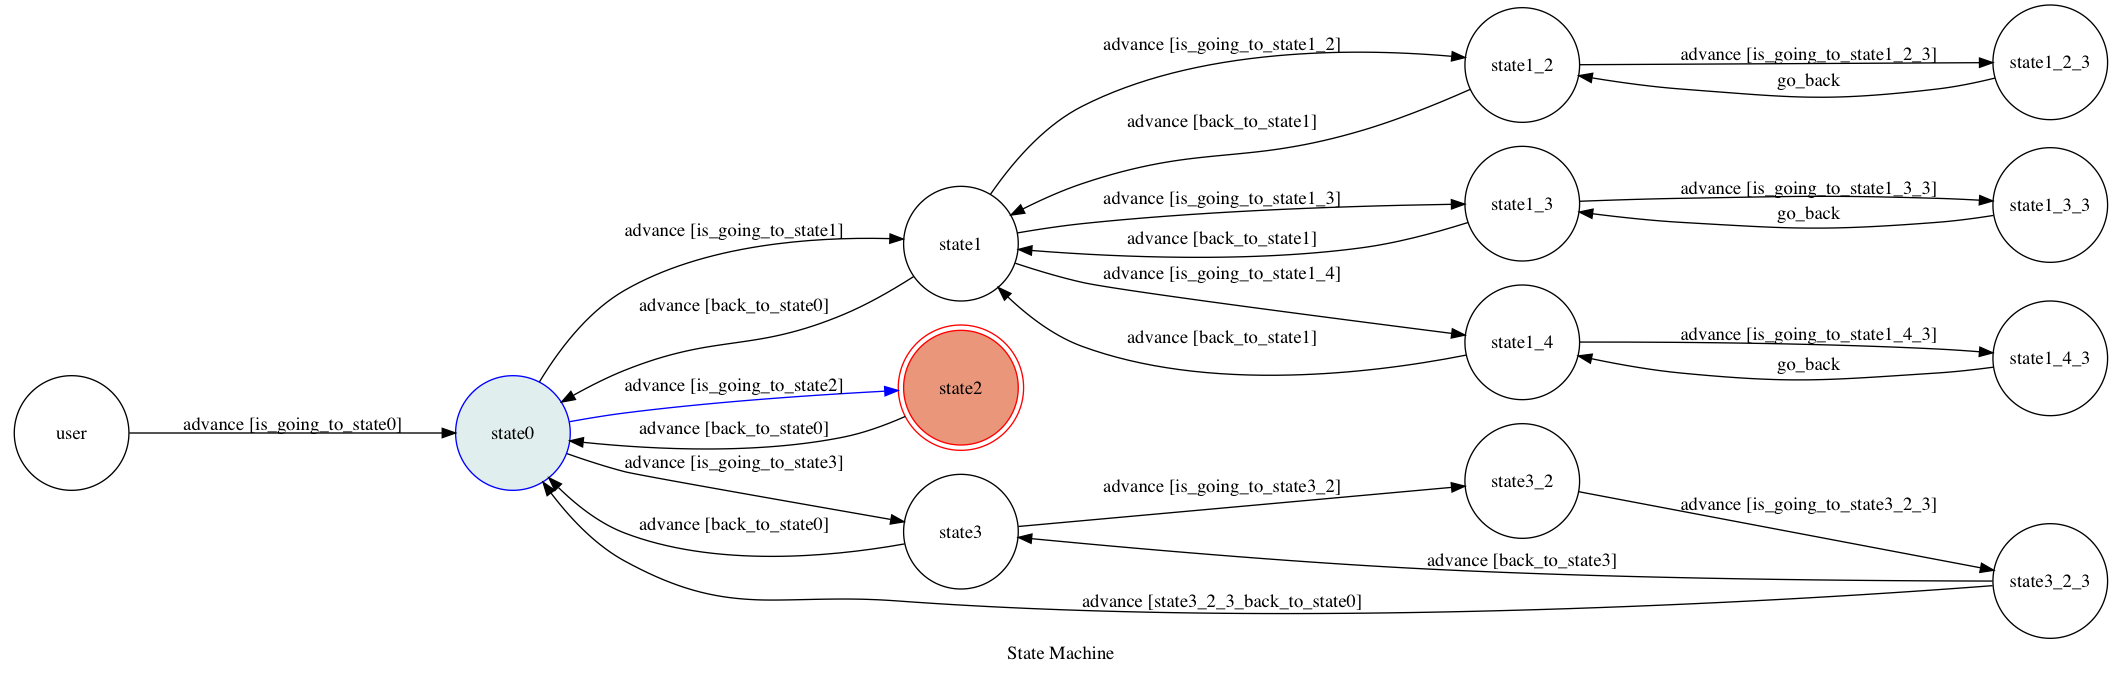 advance [is_going_to_state1_2]
state1_2
advance [is_going_to_state1_2_3]
state1_2_3
go_back
advance [back_to_state1]
advance [is_going_to_state1_3]
state1_3
advance [is_going_to_state1_3_3]
state1_3_3
go_back
advance [is_going_to_state1]
state1
advance [back_to_state1]
advance [is_going_to_state1_4]
advance [back_to_state0]
advance [back_to_state1]
state1_4
advance [is_going_to_state1_4_3]
state1_4_3
go_back
advance [is_going_to_state2]
state2
user
advance [is_going_to_state0]
state0
advance [back_to_state0]
advance [is_going_to_state3]
advance [is_going_to_state3_2]
state3_2
advance [is_going_to_state3_2_3]
advance [back_to_state0]
state3
advance [back_to_state3]
state3_2_3
advance [state3_2_3_back_to_state0]
State Machine